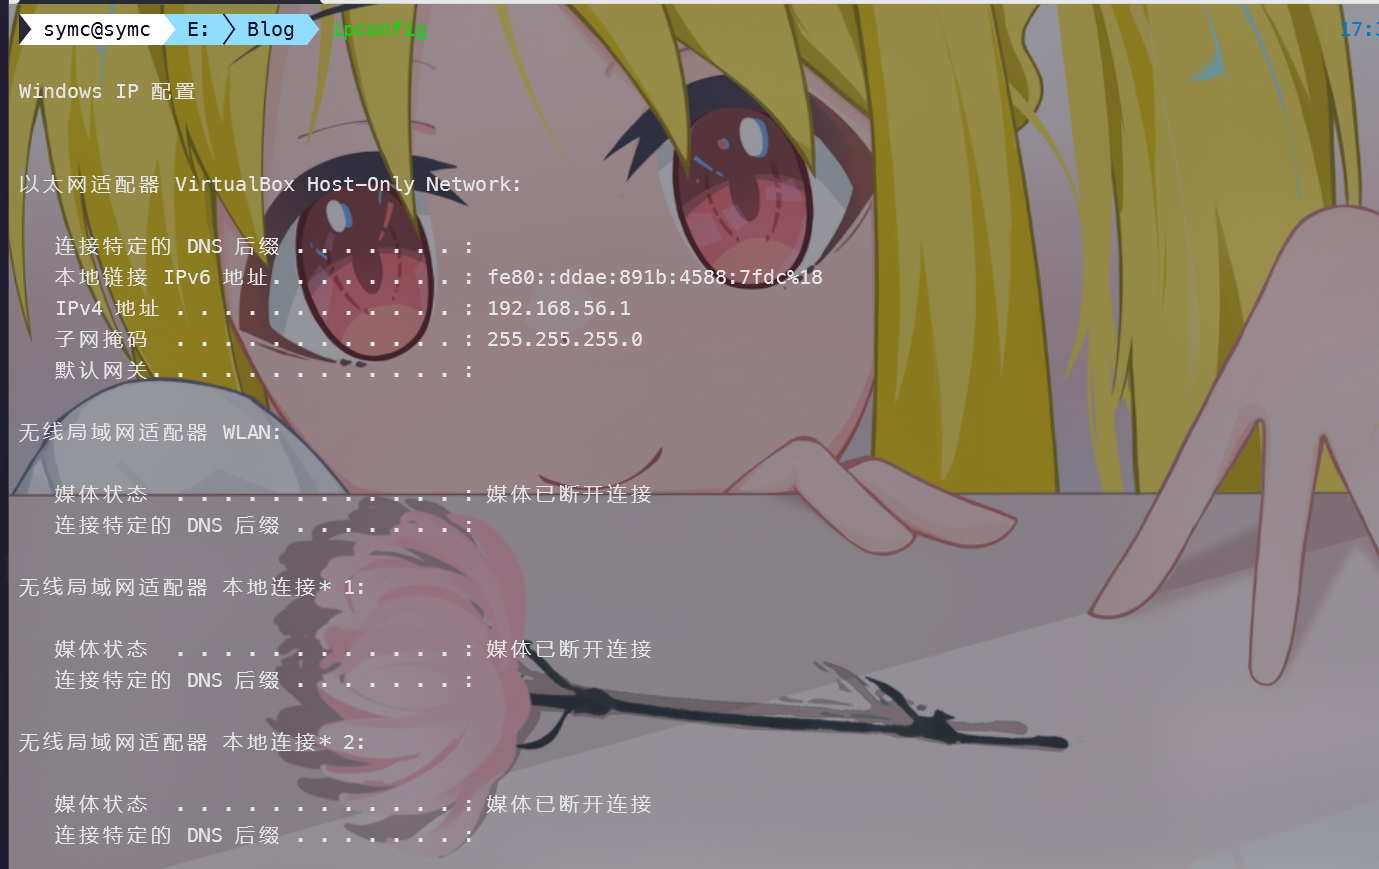 symc@symc E: Blog ipconfig 17:3
Windows IP 配置
以太网适配器 VirtualBox Host-Only Network:
连接特定的 DNS 后缀 . . . . . . . :
本地链接 IPv6 地址. . . . . . . . : fe80::ddae:891b:4588:7fdc%18
IPv4 地址 . . . . . . . . . . . . : 192.168.56.1
子网掩码  . . . . . . . . . . . . : 255.255.255.0
默认网关. . . . . . . . . . . . . :
无线局域网适配器 WLAN:
媒体状态  . . . . . . . . . . . . : 媒体已断开连接
连接特定的 DNS 后缀 . . . . . . . :
无线局域网适配器 本地连接* 1:
媒体状态  . . . . . . . . . . . . : 媒体已断开连接
连接特定的 DNS 后缀 . . . . . . . :
无线局域网适配器 本地连接* 2:
媒体状态  . . . . . . . . . . . . : 媒体已断开连接
连接特定的 DNS 后缀 . . . . . . . :